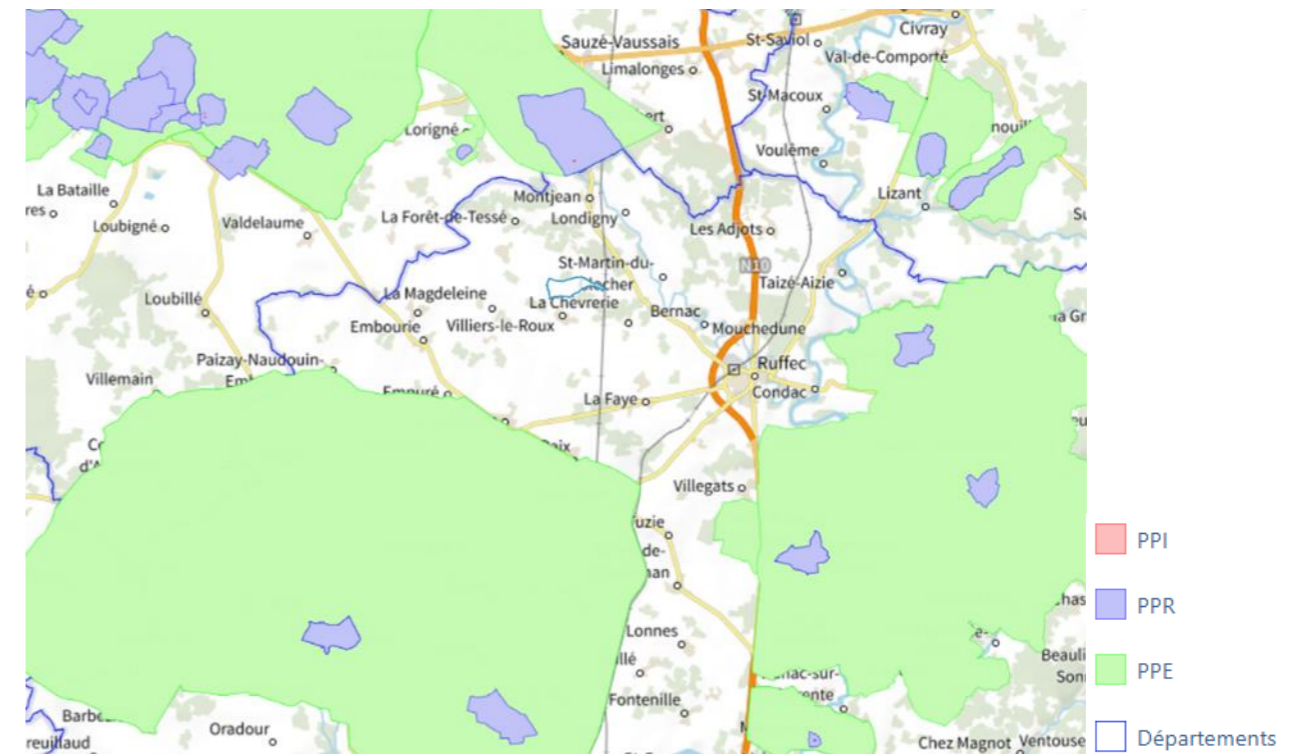 Civray
Sauzé-Vaussais
St-Saviol
Val-de-Comporté
Limalonges
St-Macoux
Lorigné
Voulême
La Bataille
Montjean
Lizant
Loubigné
Valdelaume
La Forêt-de-Tessé
Londigny
Les Adjots
St-Martin-du-
N10
Taizé-Aizie
Loubillé
La Magdeleine
La Chèvrerie
Bernac
Embourie
Villiers-le-Roux
Mouchedune
Paizay-Naudouin-
Ruffec
Villemain
Empuré
Condac
La Faye
Villegats
PPI
PPR
Lonnes
PPE
Fontenille
Oradour
Chez Magnot
Ventouse
Départements